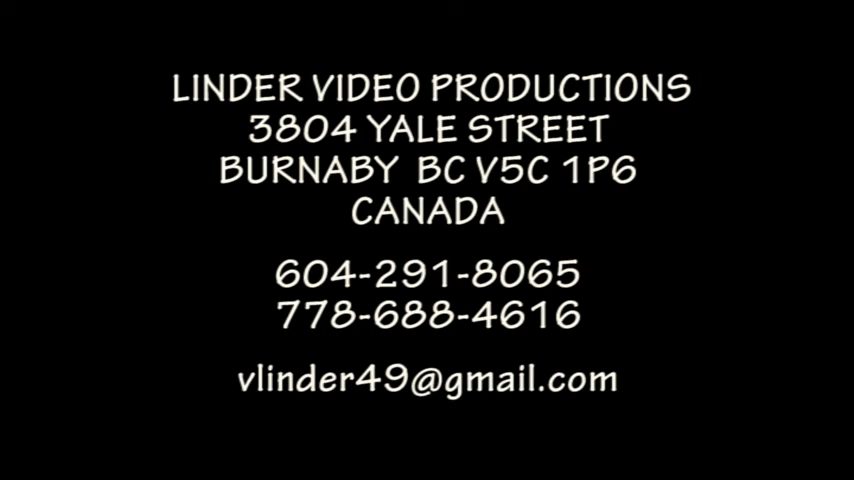 LINDER VIDEO PRODUCTIONS
3804 YALE STREET
BURNABY BC V5C 1P6
CANADA
604-291-8065
778-688-4616
vlinder49@gmail.com